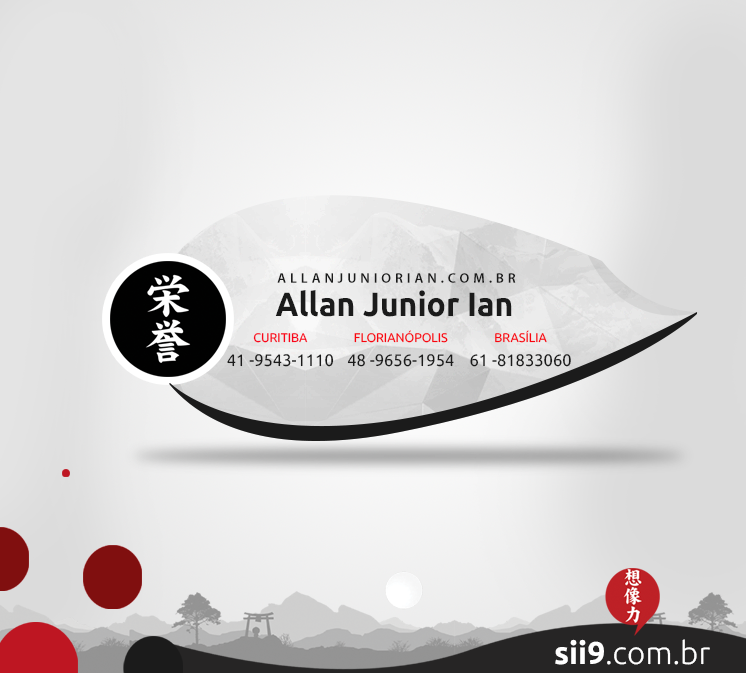 ALLANJUNIORIAN.COM.BR
Allan Junior Ian
CURITIBA FLORIANÓPOLIS BRASÍLIA
41 -9543-1110 48 -9656-1954 61 -81833060
栄誉
想像力
sii9.com.br